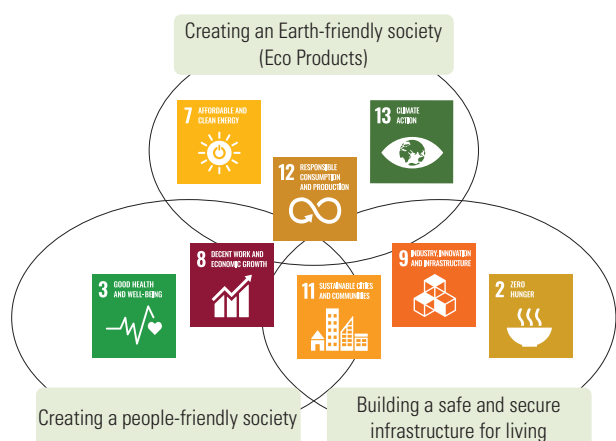 Creating an Earth-friendly society
(Eco Products)
7 AFFORDABLE AND
CLEAN ENERGY
13 CLIMATE
ACTION
12 RESPONSIBLE
CONSUMPTION
AND PRODUCTION
3 GOOD HEALTH
AND WELL-BEING
8 DECENT WORK AND
ECONOMIC GROWTH
11 SUSTAINABLE CITIES
AND COMMUNITIES
9 INDUSTRY, INNOVATION
AND INFRASTRUCTURE
2 ZERO
HUNGER
Creating a people-friendly society
Building a safe and secure
infrastructure for living